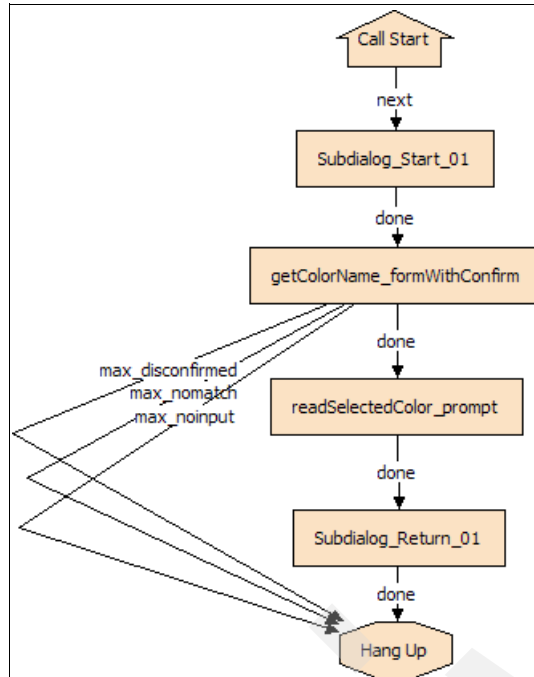 Call Start
next
Subdialog_Start_01
done
getColorName_formWithConfirm
max_disconfirmed
max_nomatch
max_noinput
done
readSelectedColor_prompt
done
Subdialog_Return_01
done
Hang Up